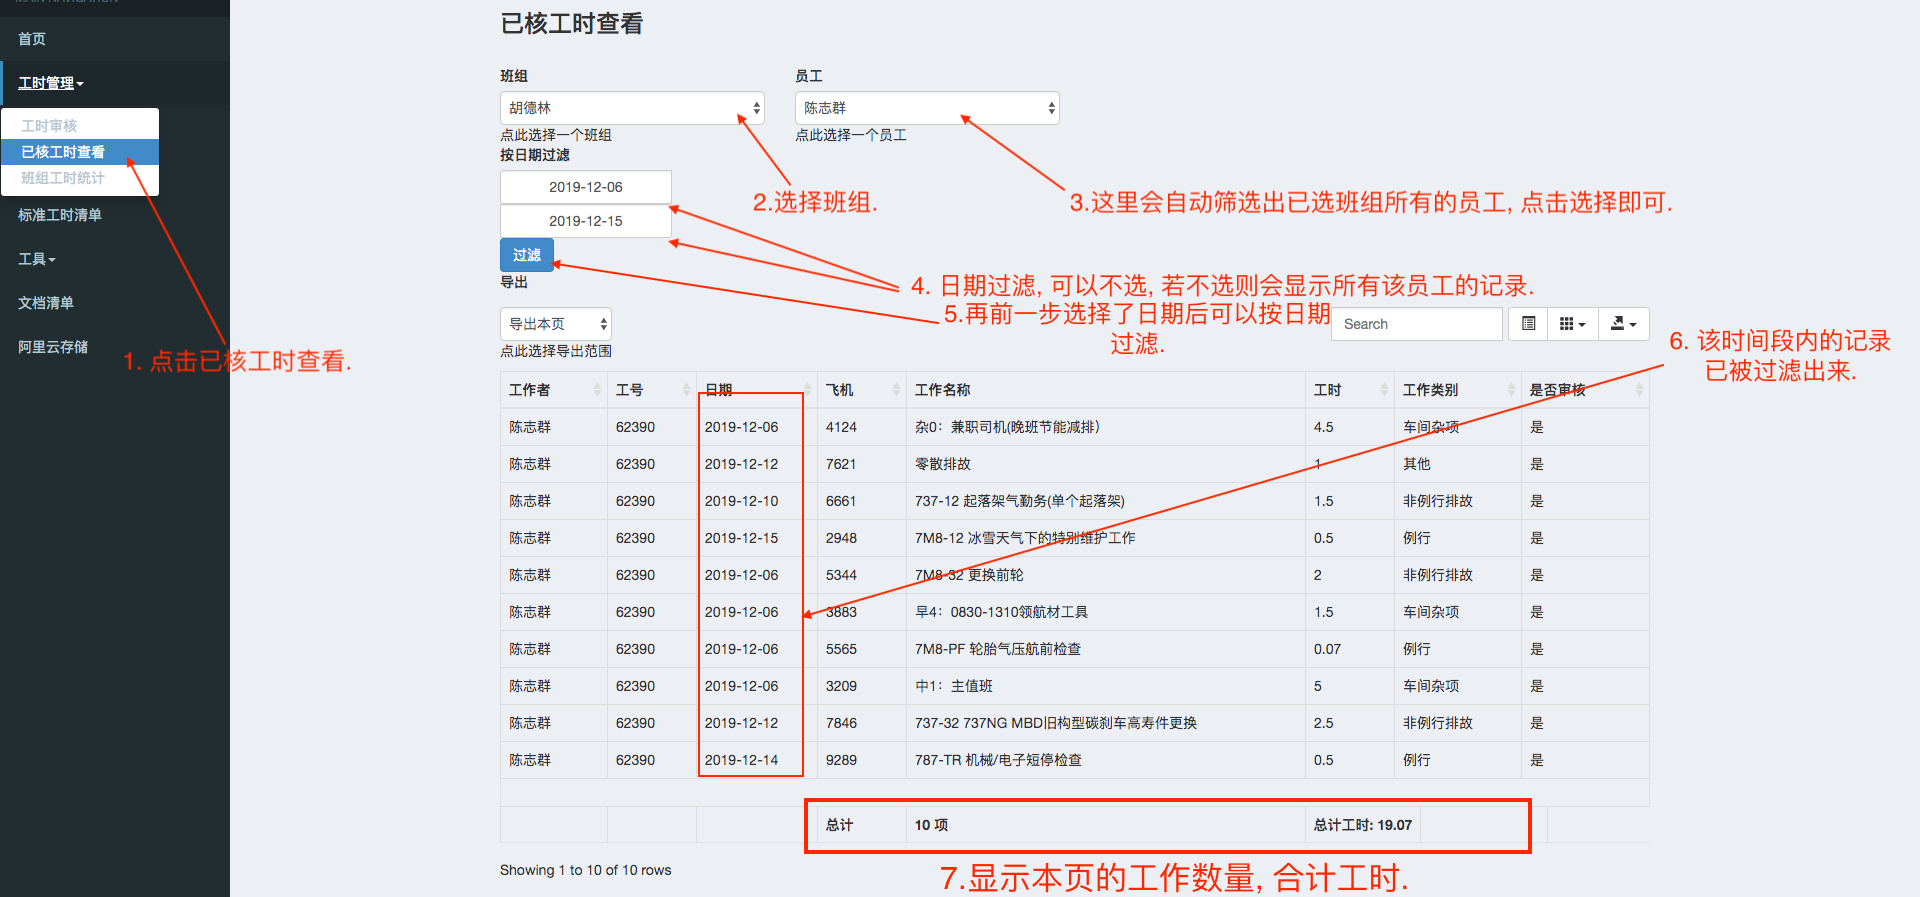 MAIN NAVIGATION
首页
工时管理
工时审核
已核工时查看
班组工时统计
标准工时清单
工具
文档清单
阿里云存储
1. 点击已核工时查看.
已核工时查看
班组 员工
胡德林 陈志群
点此选择一个班组 点此选择一个员工
按日期过滤
2019-12-06
2019-12-15
2.选择班组.
3.这里会自动筛选出已选班组所有的员工, 点击选择即可.
过滤
导出
4. 日期过滤, 可以不选, 若不选则会显示所有该员工的记录.
5.再前一步选择了日期后可以按日期
过滤.
导出本页
Search
点此选择导出范围
6. 该时间段内的记录
已被过滤出来.
工作者 工号 日期 飞机 工作名称 工时 工作类别 是否审核
陈志群 62390 2019-12-06 4124 杂0：兼职司机(晚班节能减排） 4.5 车间杂项 是
陈志群 62390 2019-12-12 7621 零散排故 1 其他 是
陈志群 62390 2019-12-10 6661 737-12 起落架气勤务(单个起落架) 1.5 非例行排故 是
陈志群 62390 2019-12-15 2948 7M8-12 冰雪天气下的特别维护工作 0.5 例行 是
陈志群 62390 2019-12-06 5344 7M8-32 更换前轮 2 非例行排故 是
陈志群 62390 2019-12-06 3883 早4：0830-1310领航材工具 1.5 车间杂项 是
陈志群 62390 2019-12-06 5565 7M8-PF 轮胎气压航前检查 0.07 例行 是
陈志群 62390 2019-12-06 3209 中1：主值班 5 车间杂项 是
陈志群 62390 2019-12-12 7846 737-32 737NG MBD旧构型碳刹车高寿件更换 2.5 非例行排故 是
陈志群 62390 2019-12-14 9289 787-TR 机械/电子短停检查 0.5 例行 是
总计 10 项 总计工时: 19.07
Showing 1 to 10 of 10 rows
7.显示本页的工作数量, 合计工时.